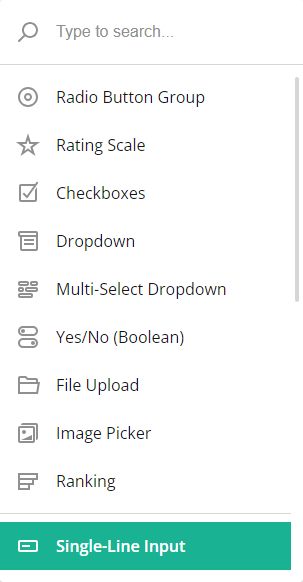 Type to search...
Radio Button Group
Rating Scale
Checkboxes
Dropdown
Multi-Select Dropdown
Yes/No (Boolean)
File Upload
Image Picker
Ranking
Single-Line Input